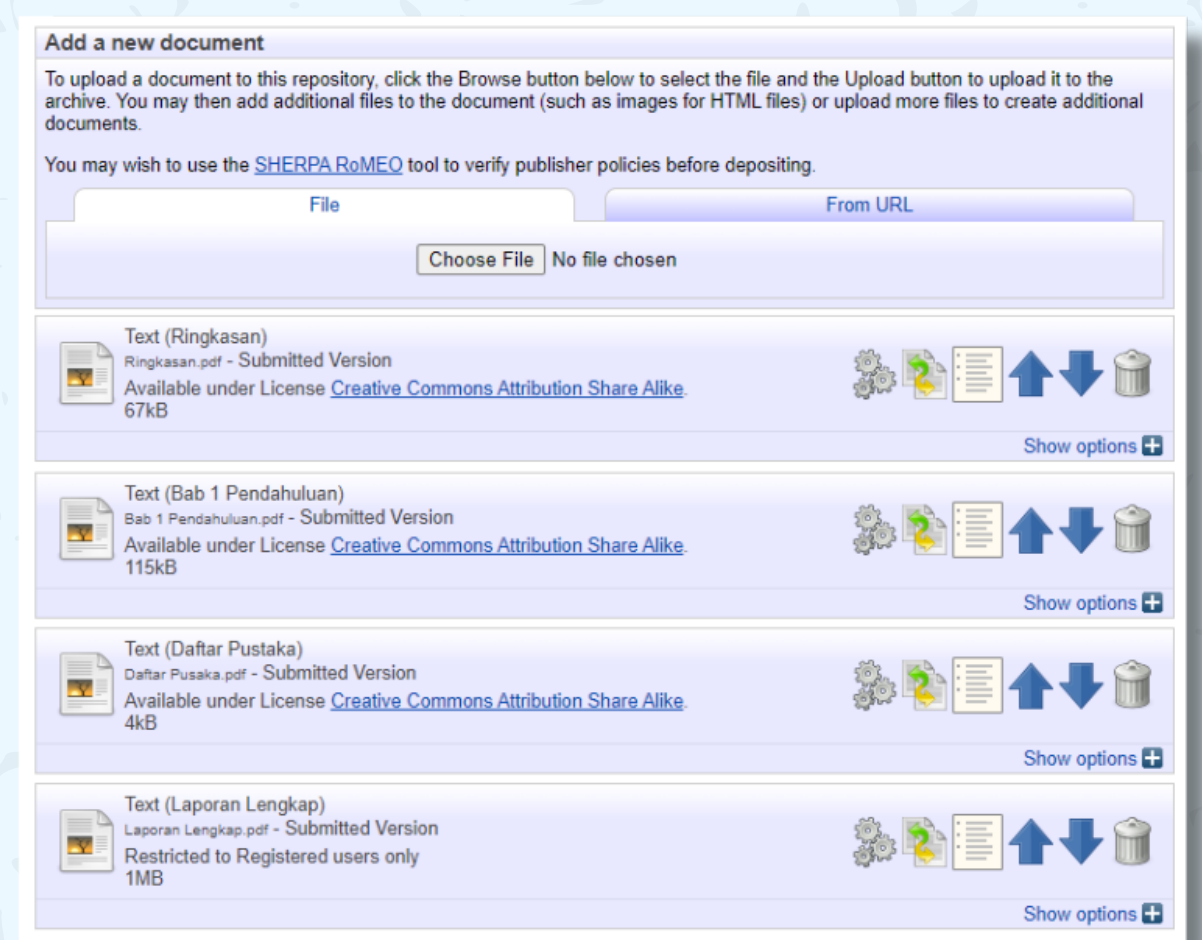 Add a new document
To upload a document to this repository, click the Browse button below to select the file and the Upload button to upload it to the
archive. You may then add additional files to the document (such as images for HTML files) or upload more files to create additional
documents.
You may wish to use the SHERPA RoMEO tool to verify publisher policies before depositing.
File
From URL
Choose File No file chosen
Text (Ringkasan)
Ringkasan.pdf - Submitted Version
Available under License Creative Commons Attribution Share Alike.
67kB
Show options
Text (Bab 1 Pendahuluan)
Bab 1 Pendahuluan.pdf - Submitted Version
Available under License Creative Commons Attribution Share Alike.
115kB
Show options
Text (Daftar Pustaka)
Daftar Pusaka.pdf - Submitted Version
Available under License Creative Commons Attribution Share Alike.
4kB
Show options
Text (Laporan Lengkap)
Laporan Lengkap.pdf - Submitted Version
Restricted to Registered users only
1MB
Show options